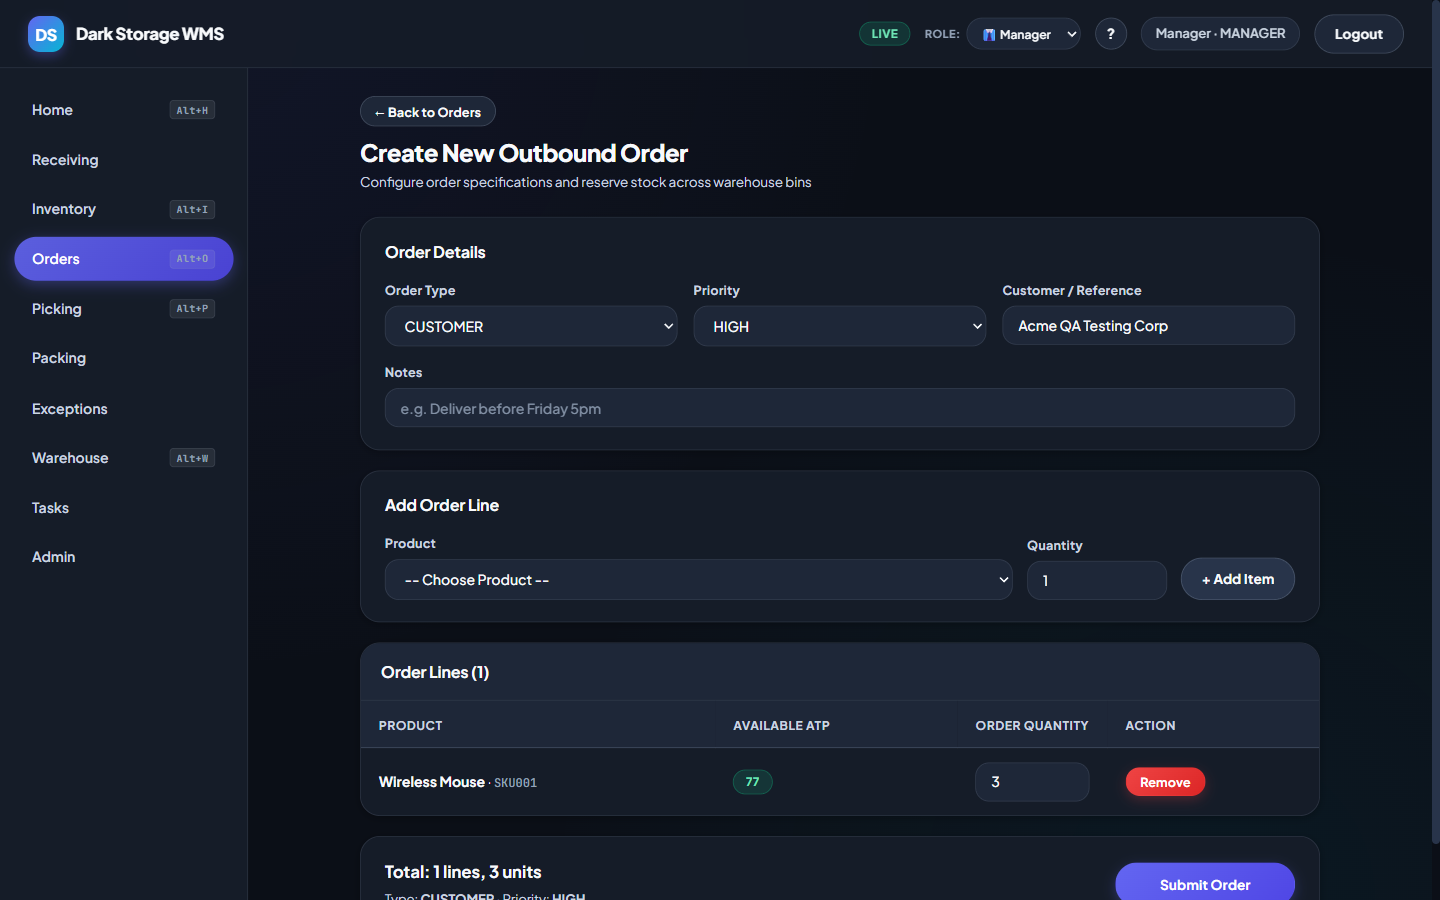 DS Dark Storage WMS
LIVE ROLE: Manager ? Manager · MANAGER Logout
Home Alt+H
Receiving
Inventory Alt+I
Orders Alt+O
Picking Alt+P
Packing
Exceptions
Warehouse Alt+W
Tasks
Admin
← Back to Orders
Create New Outbound Order
Configure order specifications and reserve stock across warehouse bins
Order Details
Order Type Priority Customer / Reference
CUSTOMER HIGH Acme QA Testing Corp
Notes
e.g. Deliver before Friday 5pm
Add Order Line
Product Quantity
-- Choose Product -- 1 + Add Item
Order Lines (1)
PRODUCT AVAILABLE ATP ORDER QUANTITY ACTION
Wireless Mouse · SKU001 77 3 Remove
Total: 1 lines, 3 units
Submit Order
Type: CUSTOMER · Priority: HIGH